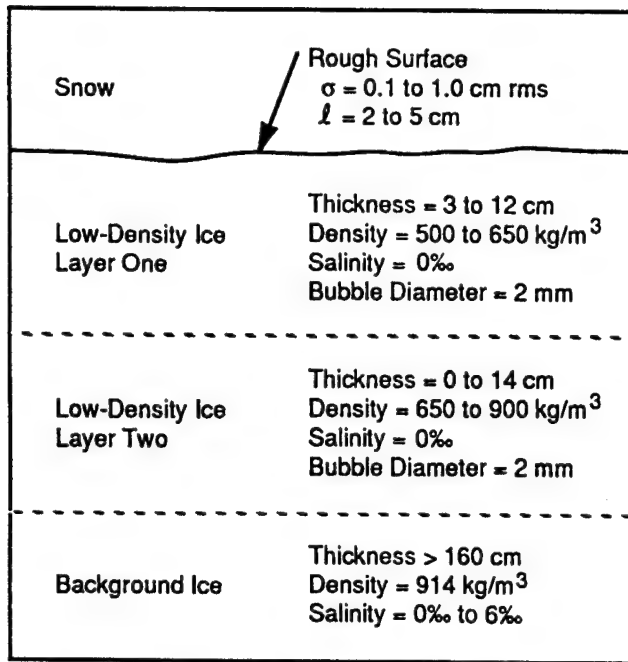 Snow
Rough Surface
σ = 0.1 to 1.0 cm rms
ℓ = 2 to 5 cm
Low-Density Ice
Layer One
Thickness = 3 to 12 cm
Density = 500 to 650 kg/m³
Salinity = 0‰
Bubble Diameter = 2 mm
Low-Density Ice
Layer Two
Thickness = 0 to 14 cm
Density = 650 to 900 kg/m³
Salinity = 0‰
Bubble Diameter = 2 mm
Background Ice
Thickness > 160 cm
Density = 914 kg/m³
Salinity = 0‰ to 6‰